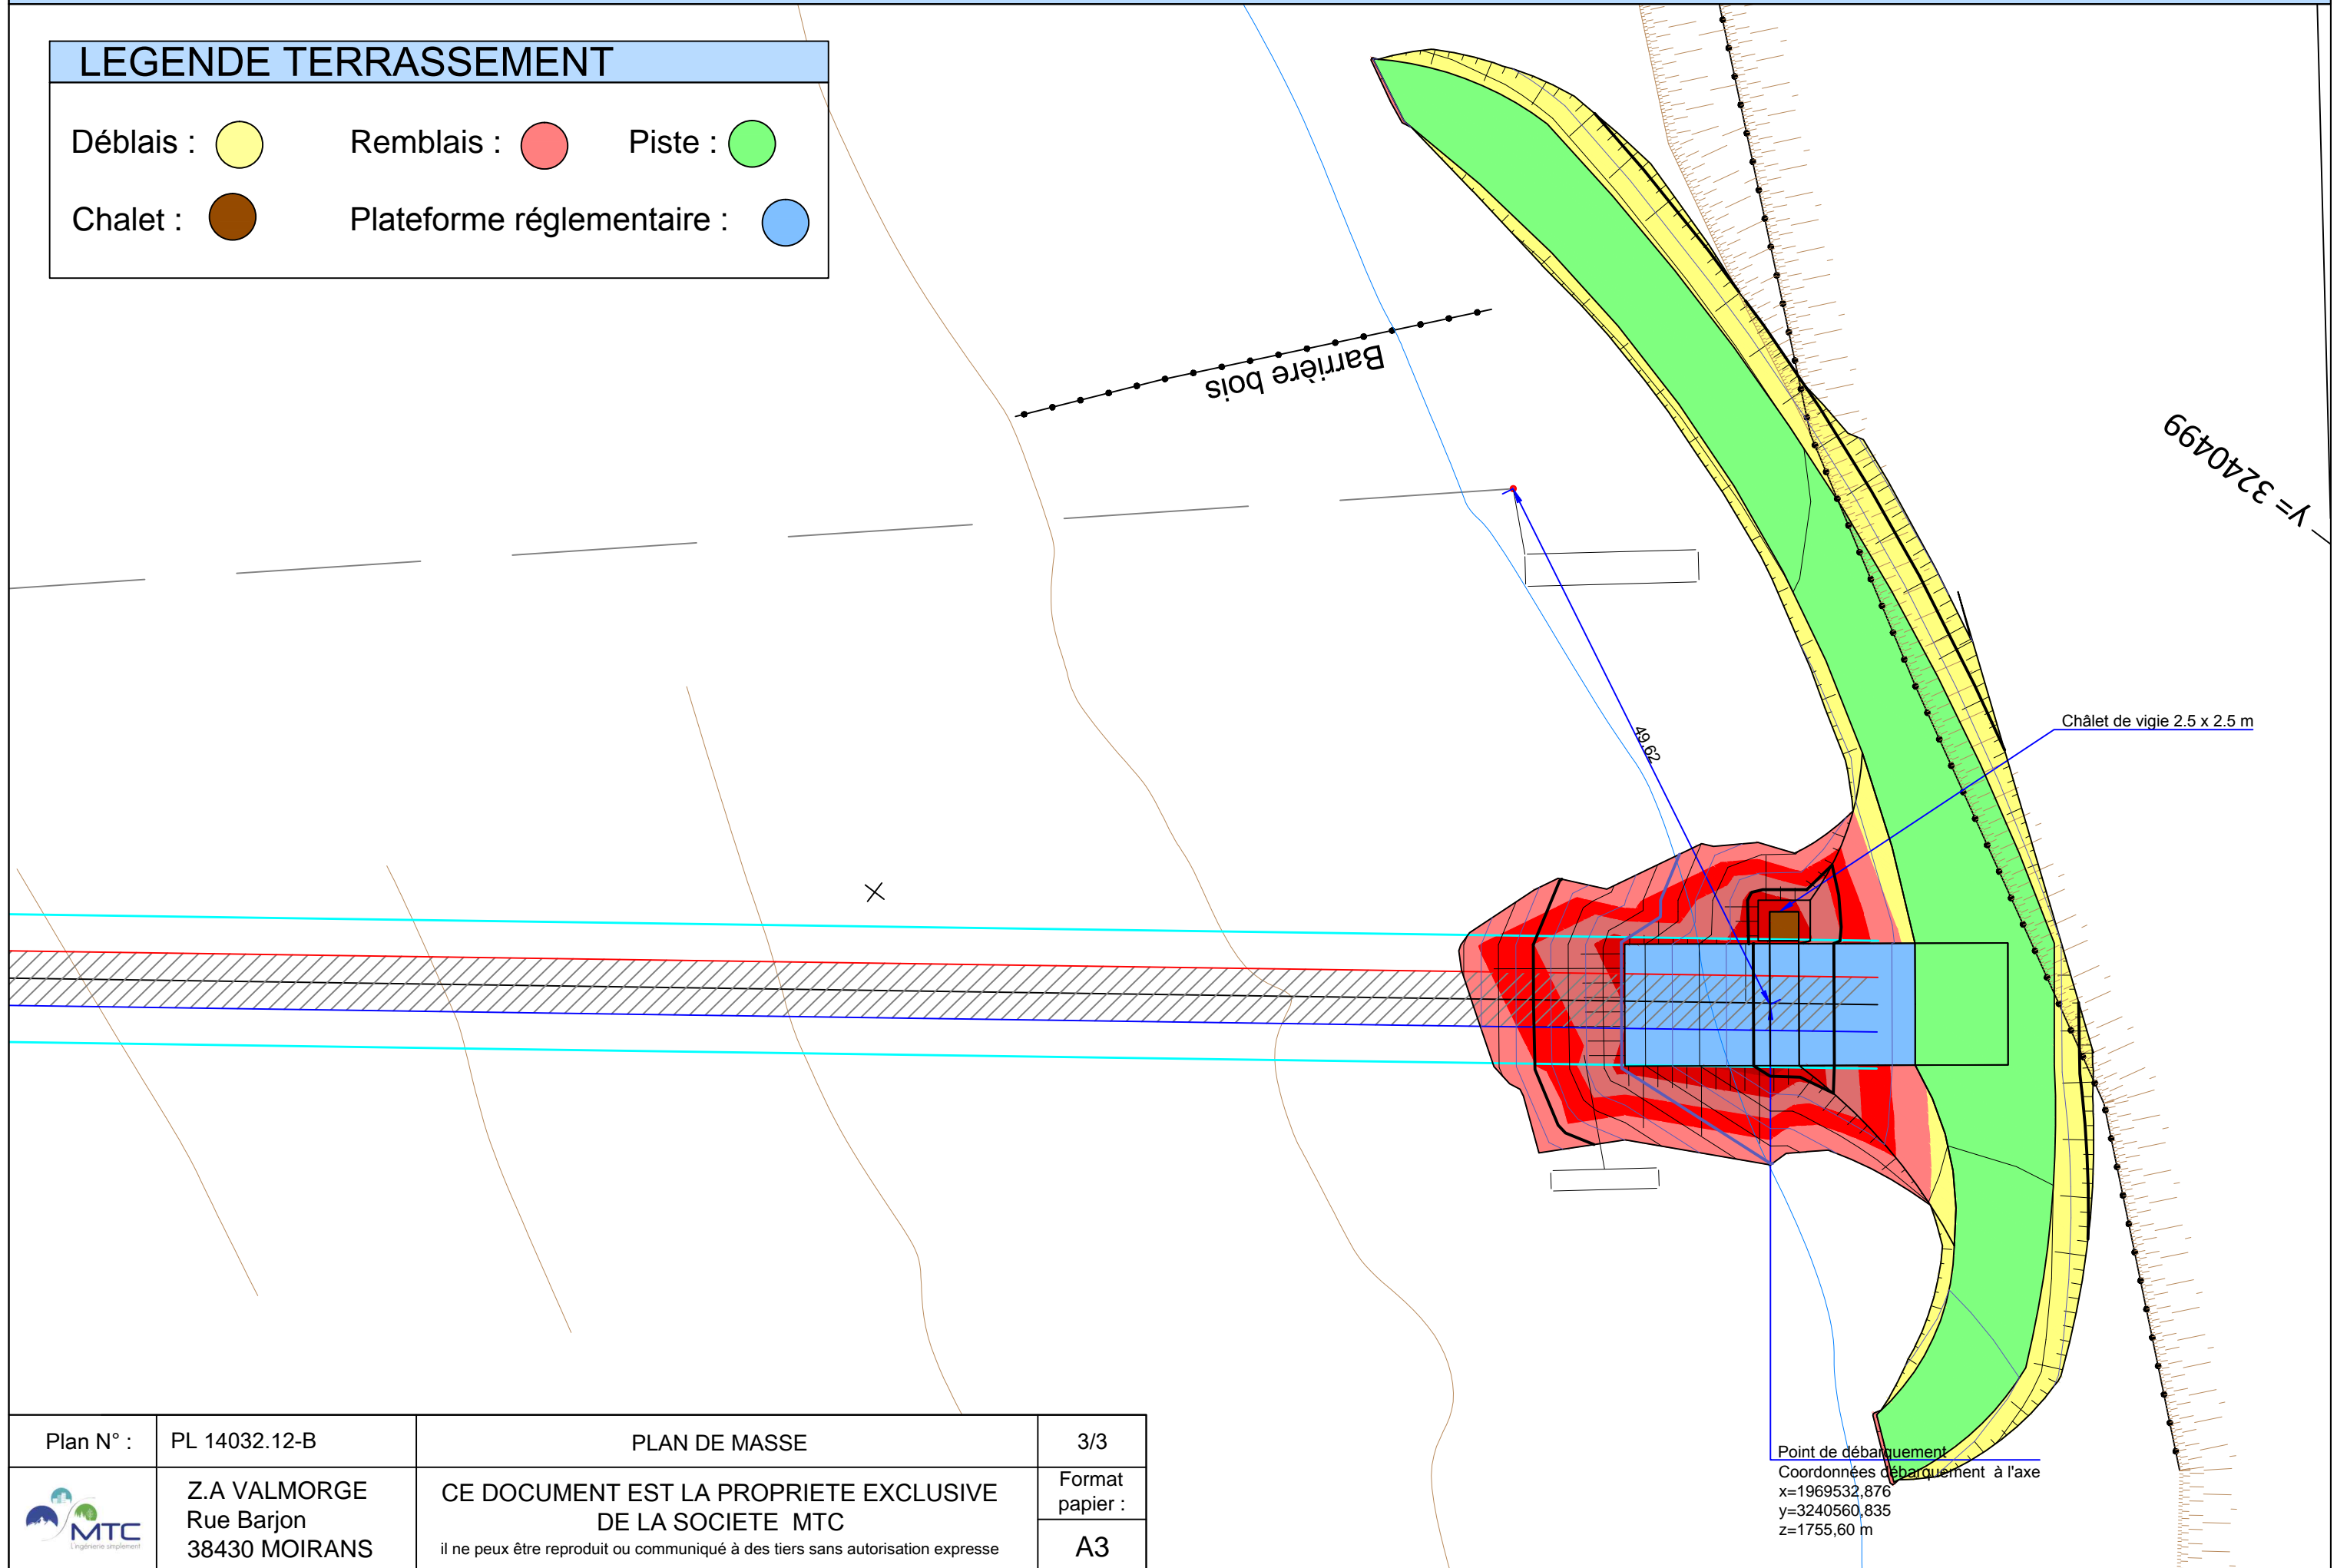 LEGENDE TERRASSEMENT
Déblais :
Remblais :
Piste :
Chalet :
Plateforme réglementaire :
Barrière bois
y= 3240499
49.62
Châlet de vigie 2.5 x 2.5 m
Point de débarquement
Coordonnées débarquement à l'axe
x=1969532,876
y=3240560,835
z=1755,60 m
Plan N° :
PL 14032.12-B
PLAN DE MASSE
3/3
MTC
L'ingénierie simplement
Z.A VALMORGE
Rue Barjon
38430 MOIRANS
CE DOCUMENT EST LA PROPRIETE EXCLUSIVE
DE LA SOCIETE MTC
il ne peux être reproduit ou communiqué à des tiers sans autorisation expresse
Format
papier :
A3